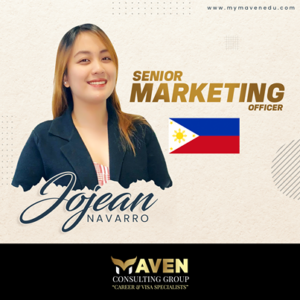 www.mymavenedu.com
SENIOR
MARKETING
OFFICER
Jojean
NAVARRO
MAVEN
CONSULTING GROUP
"CAREER & VISA SPECIALISTS"